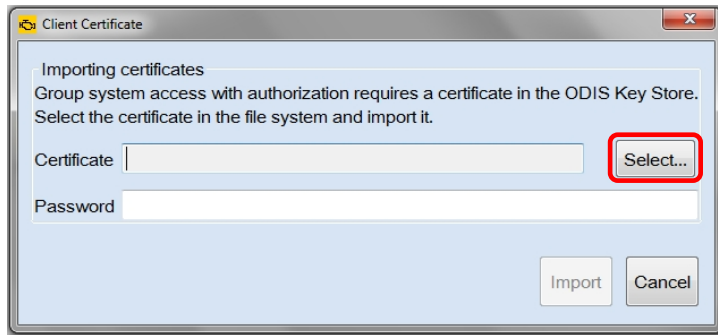 Client Certificate
Importing certificates
Group system access with authorization requires a certificate in the ODIS Key Store.
Select the certificate in the file system and import it.
Certificate Select...
Password
Import Cancel